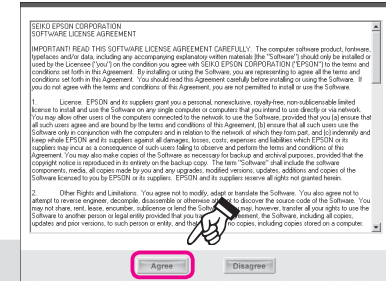 SEIKO EPSON CORPORATION
SOFTWARE LICENSE AGREEMENT
IMPORTANT! READ THIS SOFTWARE LICENSE AGREEMENT CAREFULLY. The computer software product, fontware,
typefaces and/or data, including any accompanying explanatory written materials (the "Software") should only be installed or
used by the Licensee ("you") on the condition you agree with SEIKO EPSON CORPORATION ("EPSON") to the terms and
conditions set forth in this Agreement. By installing or using the Software, you are representing to agree all the terms and
conditions set forth in this Agreement. You should read this Agreement carefully before installing or using the Software. If
you do not agree with the terms and conditions of this Agreement, you are not permitted to install or use the Software.
1. License. EPSON and its suppliers grant you a personal, nonexclusive, royalty-free, non-sublicensable limited
license to install and use the Software on any single computer or computers that you intend to use directly or via network.
You may allow other users of the computers connected to the network to use the Software, provided that you (a) ensure that
all such users agree and are bound by the terms and conditions of this Agreement, (b) ensure that all such users use the
Software only in conjunction with the computers and in relation to the network of which they form part, and (c) indemnify and
keep whole EPSON and its suppliers against all damages, losses, costs, expenses and liabilities which EPSON or its
suppliers may incur as a consequence of such users failing to observe and perform the terms and conditions of this
Agreement. You may also make copies of the Software as necessary for backup and archival purposes, provided that the
copyright notice is reproduced in its entirety on the backup copy. The term "Software" shall include the software
components, media, all copies made by you and any upgrades, modified versions, updates, additions and copies of the
Software licensed to you by EPSON or its suppliers. EPSON and its suppliers reserve all rights not granted herein.
2. Other Rights and Limitations. You agree not to modify, adapt or translate the Software. You also agree not to
attempt to reverse engineer, decompile, disassemble or otherwise attempt to discover the source code of the Software. You
may not share, rent, lease, encumber, sublicense or lend the Software. You may, however, transfer all your rights to use the
Software to another person or legal entity provided that you tra ement, the Software, including all copies,
updates and prior versions, to such person or entity, and that no copies, including copies stored on a computer.
Agree
Disagree